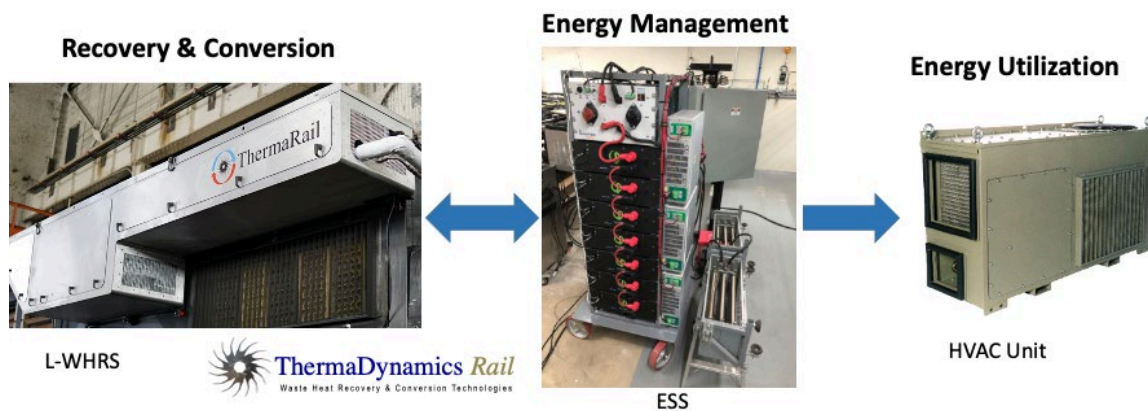 Recovery & Conversion
Energy Management
Energy Utilization
ThermaRail
L-WHRS
ThermaDynamics Rail
Waste Heat Recovery & Conversion Technologies
ESS
HVAC Unit